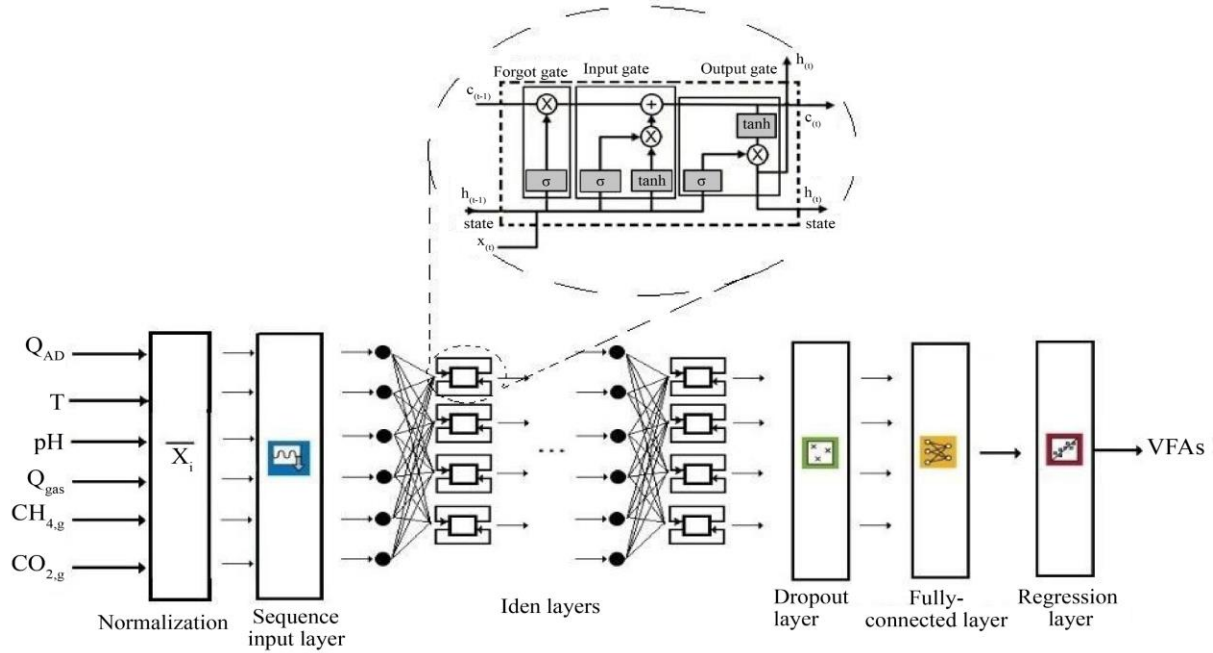 h(t)
Forgot gate Input gate Output gate
c(t-1)
X + tanh c(t)
X X
σ σ tanh σ
h(t-1) h(t)
state state
x(t)
QAD
T
pH
Qgas
CH4,g
CO2,g
Xi
...
VFAs
Normalization
Sequence
input layer
Iden layers
Dropout
layer
Fully-
connected layer
Regression
layer